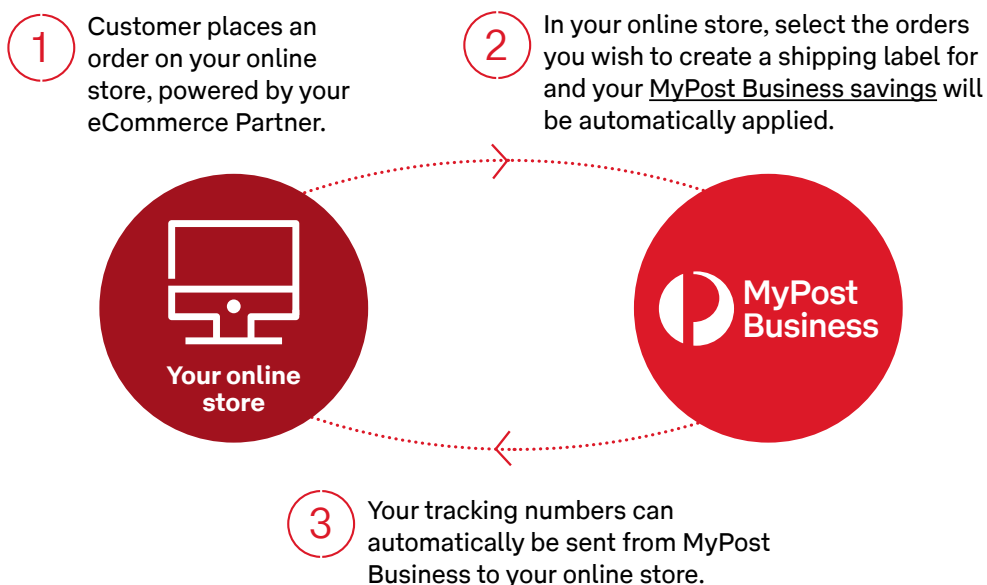 1
Customer places an
order on your online
store, powered by your
eCommerce Partner.
2
In your online store, select the orders
you wish to create a shipping label for
and your MyPost Business savings will
be automatically applied.
Your online
store
MyPost
Business
3
Your tracking numbers can
automatically be sent from MyPost
Business to your online store.